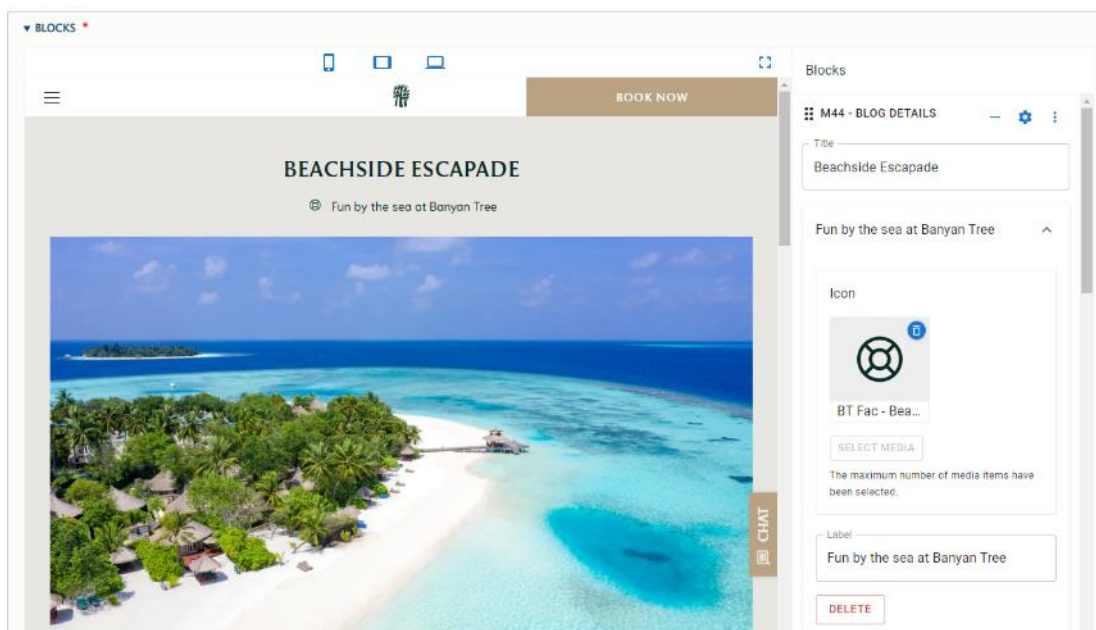 BLOCKS *
Blocks
BOOK NOW
M44 - BLOG DETAILS
Title
Beachside Escapade
BEACHSIDE ESCAPADE
Fun by the sea at Banyan Tree
Fun by the sea at Banyan Tree
Icon
BT Fac - Bea...
SELECT MEDIA
The maximum number of media items have
been selected.
CHAT
Label
Fun by the sea at Banyan Tree
DELETE